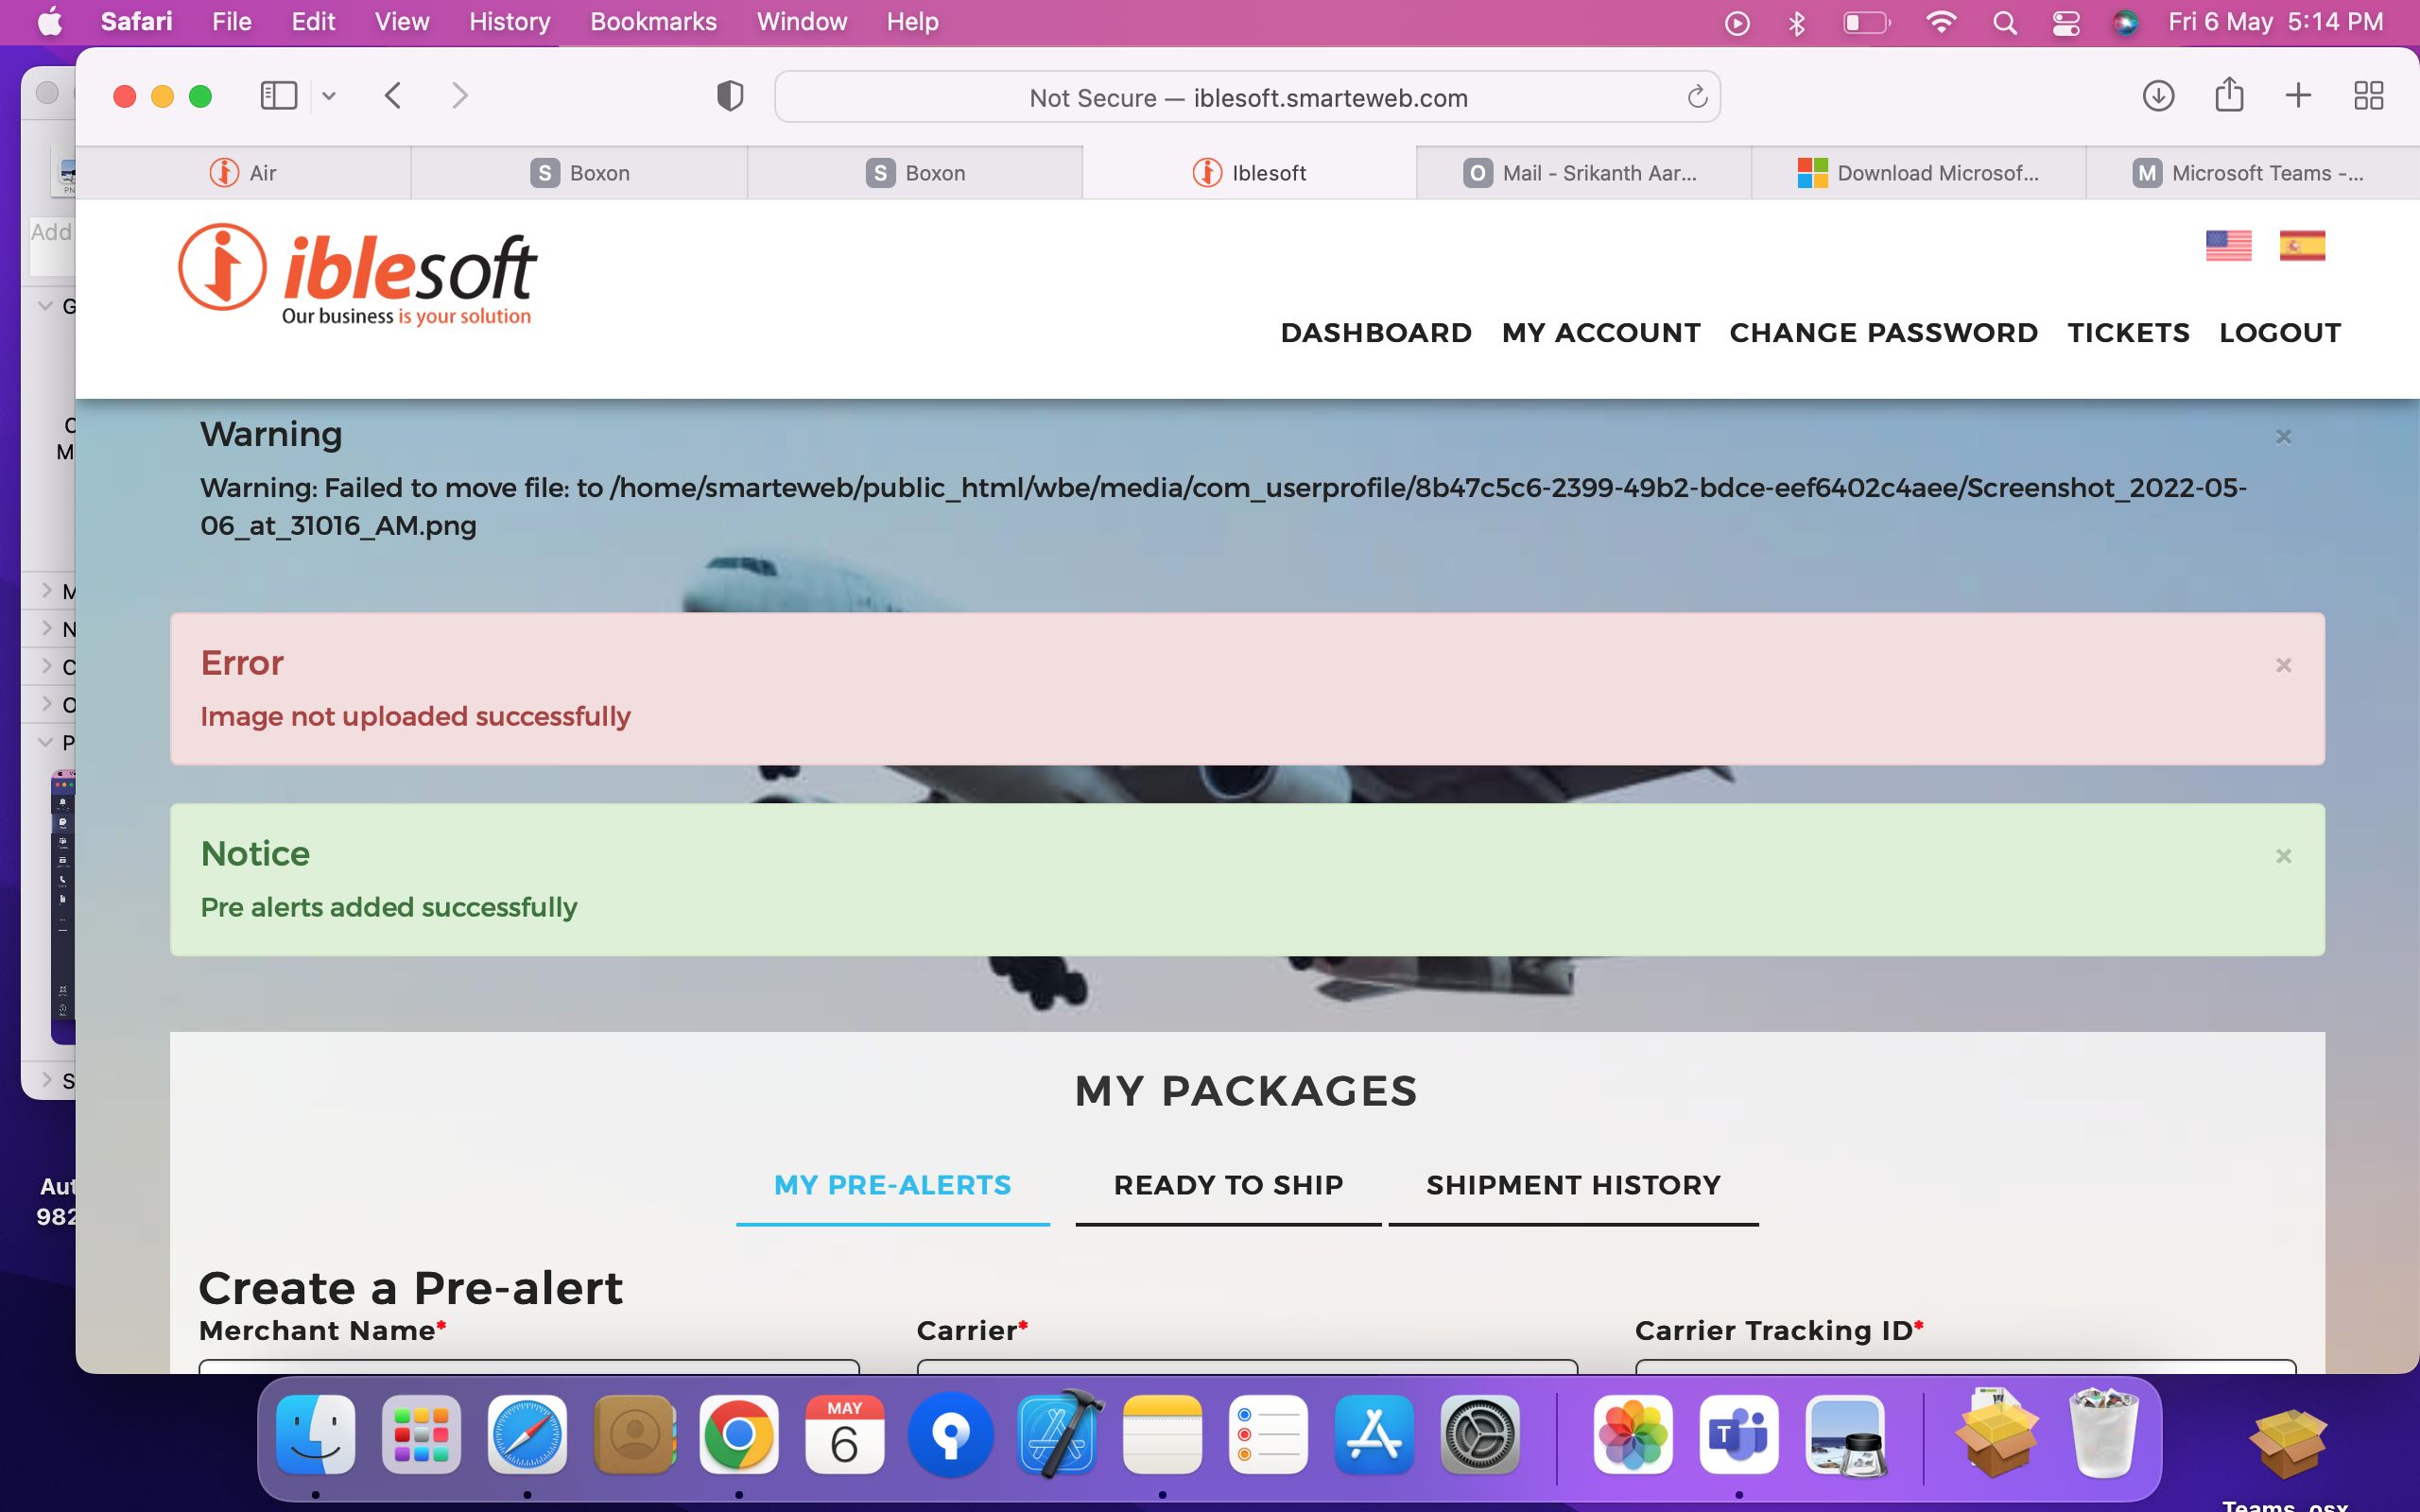 Safari File Edit View History Bookmarks Window Help Fri 6 May 5:14 PM
Not Secure — iblesoft.smarteweb.com
Air
S Boxon
S Boxon
Iblesoft
O Mail - Srikanth Aar...
Download Microsof...
M Microsoft Teams -...
Add
iblesoft
Our business is your solution
DASHBOARD MY ACCOUNT CHANGE PASSWORD TICKETS LOGOUT
Warning
Warning: Failed to move file: to /home/smarteweb/public_html/wbe/media/com_userprofile/8b47c5c6-2399-49b2-bdce-eef6402c4aee/Screenshot_2022-05-
06_at_31016_AM.png
Error
Image not uploaded successfully
Notice
Pre alerts added successfully
MY PACKAGES
MY PRE-ALERTS READY TO SHIP SHIPMENT HISTORY
Create a Pre-alert
Merchant Name* Carrier* Carrier Tracking ID*
Aut
982
MAY
6
T
Teams_osx